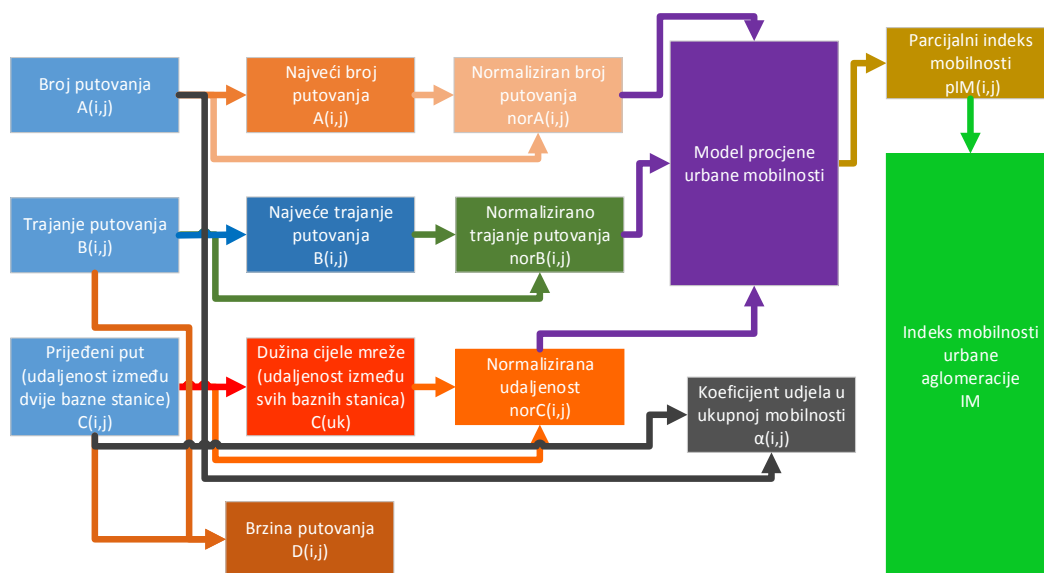 Broj putovanja
A(i,j)
Najveći broj
putovanja
A(i,j)
Normaliziran broj
putovanja
norA(i,j)
Model procjene
urbane mobilnosti
Parcijalni indeks
mobilnosti
pIM(i,j)
Trajanje putovanja
B(i,j)
Najveće trajanje
putovanja
B(i,j)
Normalizirano
trajanje putovanja
norB(i,j)
Prijeđeni put
(udaljenost između
dvije bazne stanice)
C(i,j)
Dužina cijele mreže
(udaljenost između
svih baznih stanica)
C(uk)
Normalizirana
udaljenost
norC(i,j)
Koeficijent udjela u
ukupnoj mobilnosti
α(i,j)
Indeks mobilnosti
urbane
aglomeracije
IM
Brzina putovanja
D(i,j)